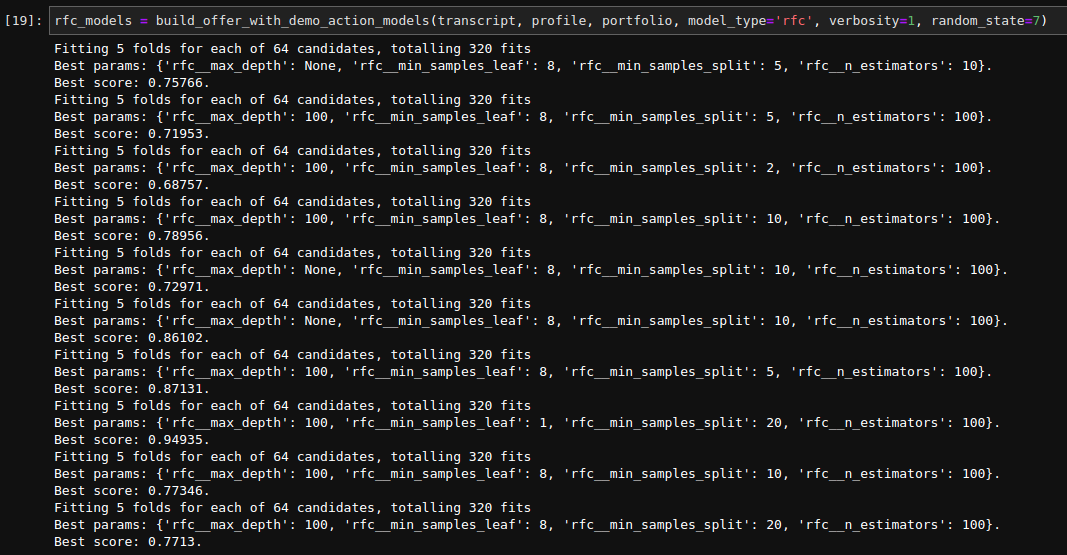 [19]: rfc_models = build_offer_with_demo_action_models(transcript, profile, portfolio, model_type='rfc', verbosity=1, random_state=7)
Fitting 5 folds for each of 64 candidates, totalling 320 fits
Best params: {'rfc__max_depth': None, 'rfc__min_samples_leaf': 8, 'rfc__min_samples_split': 5, 'rfc__n_estimators': 10}.
Best score: 0.75766.
Fitting 5 folds for each of 64 candidates, totalling 320 fits
Best params: {'rfc__max_depth': 100, 'rfc__min_samples_leaf': 8, 'rfc__min_samples_split': 5, 'rfc__n_estimators': 100}.
Best score: 0.71953.
Fitting 5 folds for each of 64 candidates, totalling 320 fits
Best params: {'rfc__max_depth': 100, 'rfc__min_samples_leaf': 8, 'rfc__min_samples_split': 2, 'rfc__n_estimators': 100}.
Best score: 0.68757.
Fitting 5 folds for each of 64 candidates, totalling 320 fits
Best params: {'rfc__max_depth': 100, 'rfc__min_samples_leaf': 8, 'rfc__min_samples_split': 10, 'rfc__n_estimators': 100}.
Best score: 0.78956.
Fitting 5 folds for each of 64 candidates, totalling 320 fits
Best params: {'rfc__max_depth': None, 'rfc__min_samples_leaf': 8, 'rfc__min_samples_split': 10, 'rfc__n_estimators': 100}.
Best score: 0.72971.
Fitting 5 folds for each of 64 candidates, totalling 320 fits
Best params: {'rfc__max_depth': None, 'rfc__min_samples_leaf': 8, 'rfc__min_samples_split': 10, 'rfc__n_estimators': 100}.
Best score: 0.86102.
Fitting 5 folds for each of 64 candidates, totalling 320 fits
Best params: {'rfc__max_depth': 100, 'rfc__min_samples_leaf': 8, 'rfc__min_samples_split': 5, 'rfc__n_estimators': 100}.
Best score: 0.87131.
Fitting 5 folds for each of 64 candidates, totalling 320 fits
Best params: {'rfc__max_depth': 100, 'rfc__min_samples_leaf': 1, 'rfc__min_samples_split': 20, 'rfc__n_estimators': 100}.
Best score: 0.94935.
Fitting 5 folds for each of 64 candidates, totalling 320 fits
Best params: {'rfc__max_depth': 100, 'rfc__min_samples_leaf': 8, 'rfc__min_samples_split': 10, 'rfc__n_estimators': 100}.
Best score: 0.77346.
Fitting 5 folds for each of 64 candidates, totalling 320 fits
Best params: {'rfc__max_depth': 100, 'rfc__min_samples_leaf': 8, 'rfc__min_samples_split': 20, 'rfc__n_estimators': 100}.
Best score: 0.7713.